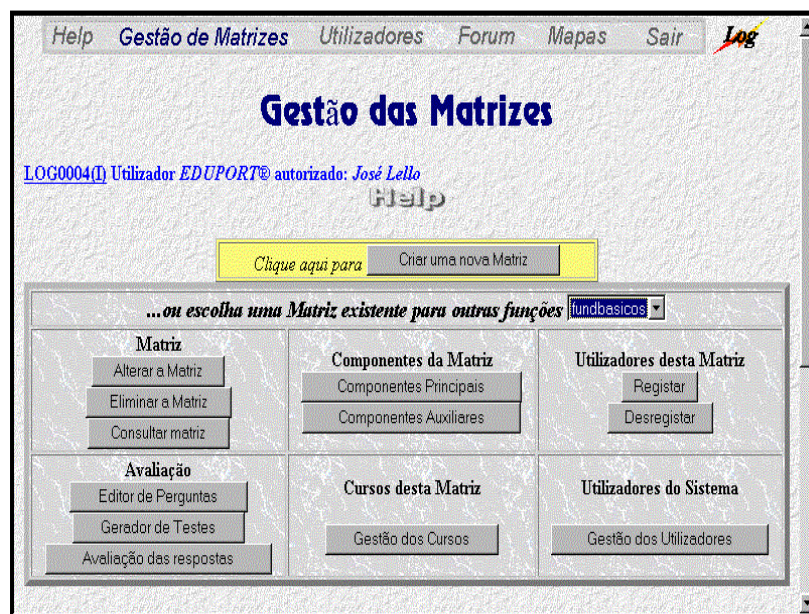 Help Gestão de Matrizes Utilizadores Forum Mapas Sair Log
Gestão das Matrizes
LOG0004(I) Utilizador EDUPORT® autorizado: José Lello
Help
Clique aqui para Criar uma nova Matriz
...ou escolha uma Matriz existente para outras funções fundbasicos
Matriz
Alterar a Matriz
Eliminar a Matriz
Consultar matriz
Componentes da Matriz
Componentes Principais
Componentes Auxiliares
Utilizadores desta Matriz
Registar
Desregistar
Avaliação
Editor de Perguntas
Gerador de Testes
Avaliação das respostas
Cursos desta Matriz
Gestão dos Cursos
Utilizadores do Sistema
Gestão dos Utilizadores